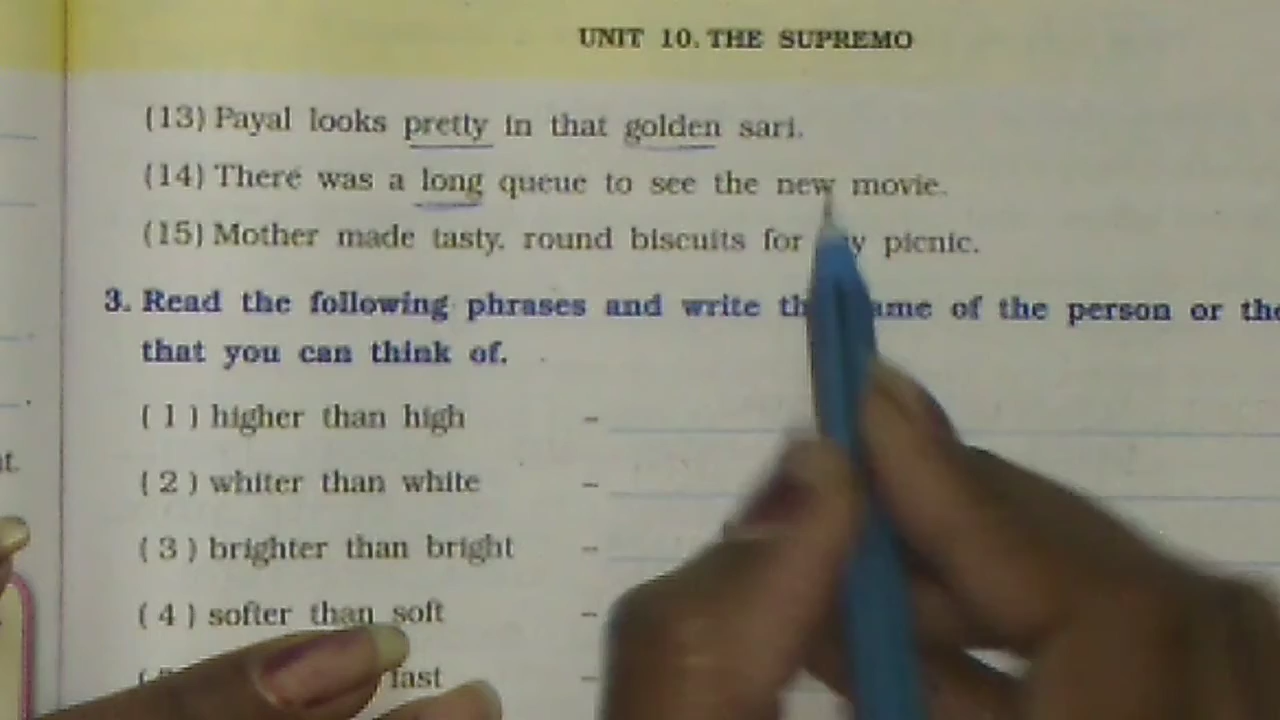 UNIT 10. THE SUPREMO
(13) Payal looks pretty in that golden sari.
(14) There was a long queue to see the new movie.
(15) Mother made tasty, round biscuits for picnic.
3. Read the following phrases and write the name of the person or the
that you can think of.
( 1 ) higher than high –
( 2 ) whiter than white –
( 3 ) brighter than bright –
( 4 ) softer than soft –
fast –